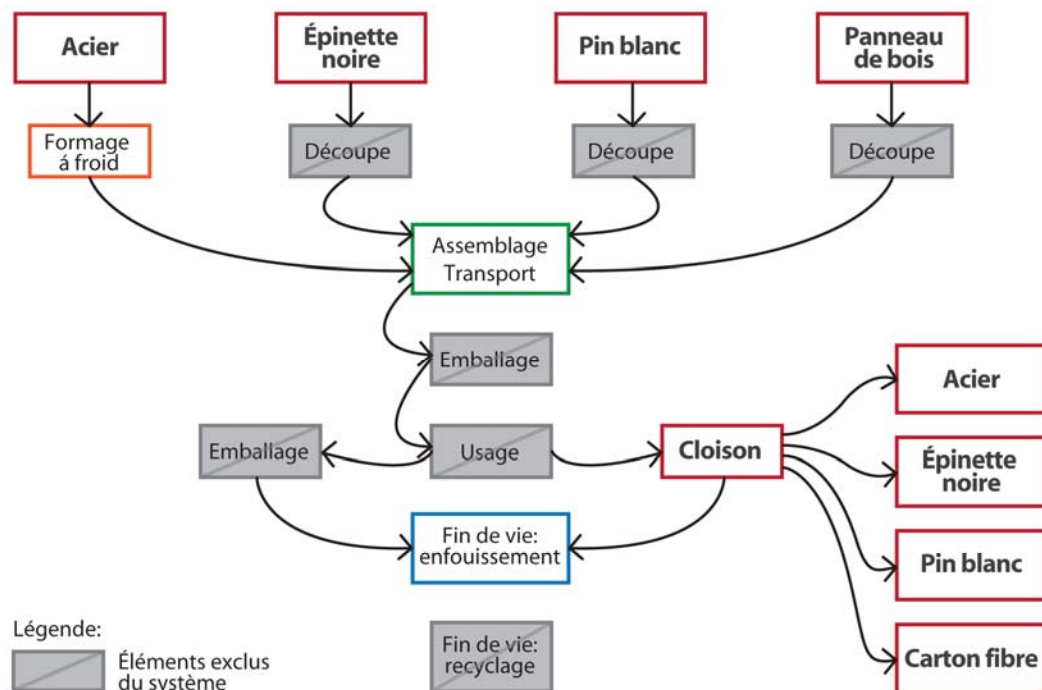 Acier
Épinette
noire
Pin blanc
Panneau
de bois
Formage
á froid
Découpe
Découpe
Découpe
Assemblage
Transport
Emballage
Acier
Emballage
Usage
Cloison
Épinette
noire
Fin de vie:
enfouissement
Pin blanc
Légende:
Éléments exclus
du système
Fin de vie:
recyclage
Carton fibre